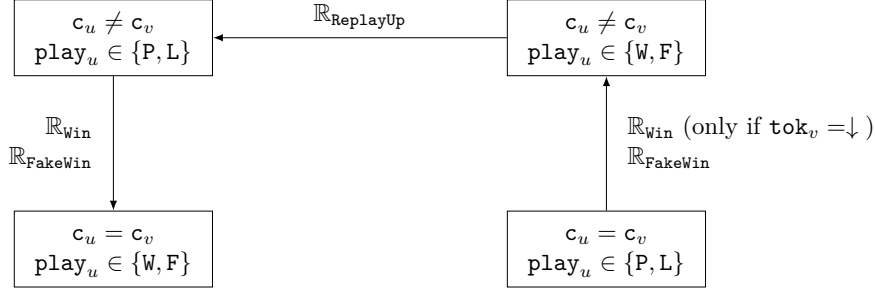 c_u ≠ c_v
play_u ∈ {P, L}
ℝ_ReplayUp
c_u ≠ c_v
play_u ∈ {W, F}
ℝ_Win
ℝ_FakeWin
ℝ_Win (only if tok_v =↓ )
ℝ_FakeWin
c_u = c_v
play_u ∈ {W, F}
c_u = c_v
play_u ∈ {P, L}